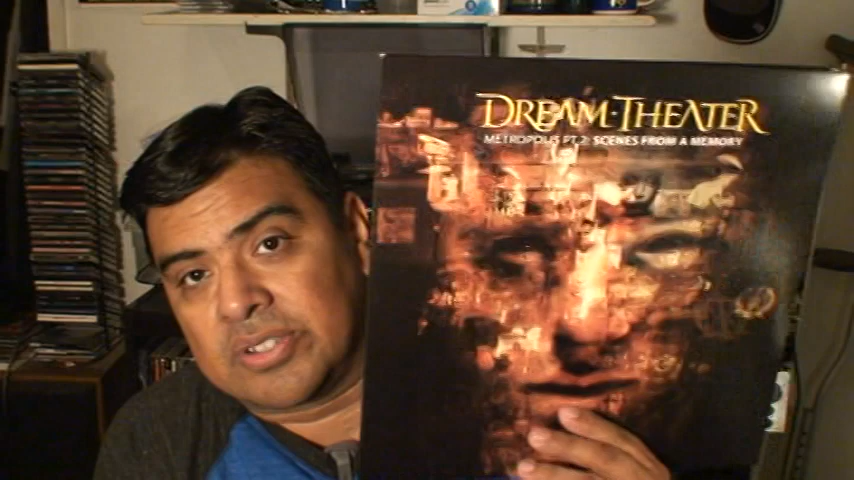 DREAM·THEATER
METROPOLIS PT. 2: SCENES FROM A MEMORY